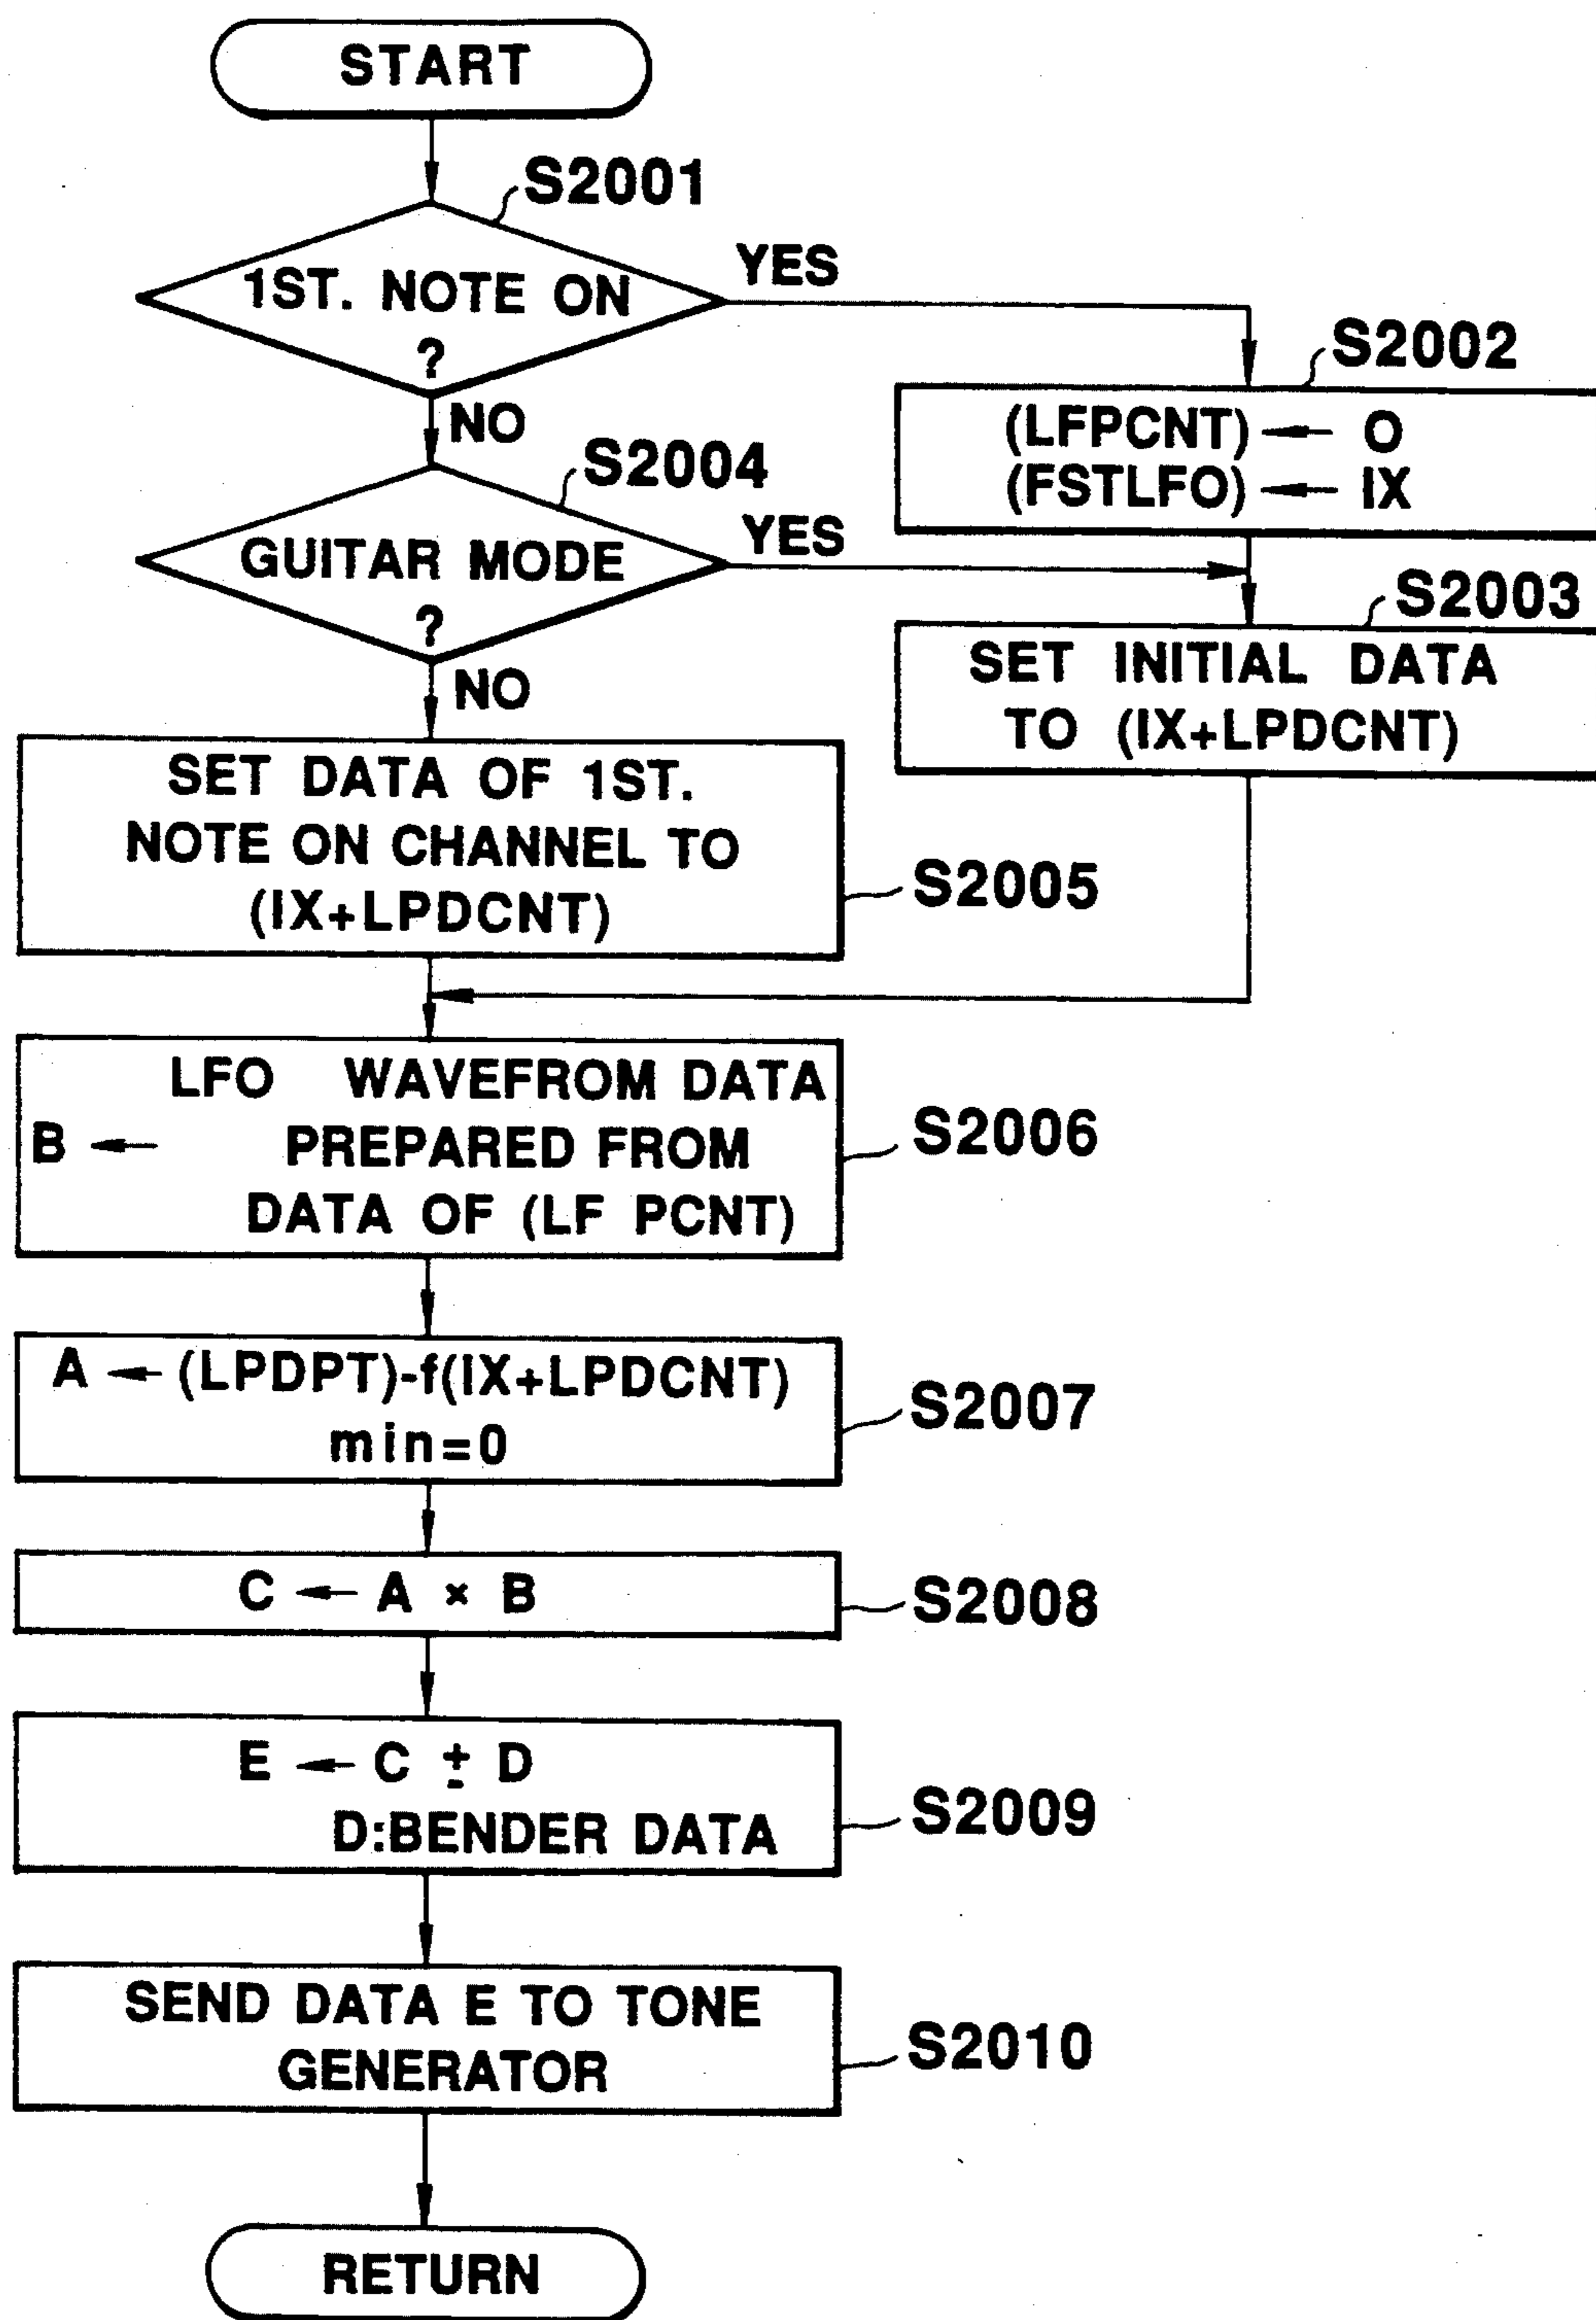 START
S2001
1ST. NOTE ON
?
YES
NO
S2002
(LFPCNT) ← O
(FSTLFO) ← IX
S2004
GUITAR MODE
?
YES
NO
S2003
SET INITIAL DATA
TO (IX+LPDCNT)
SET DATA OF 1ST.
NOTE ON CHANNEL TO
(IX+LPDCNT)
S2005
LFO WAVEFROM DATA
B ← PREPARED FROM
DATA OF (LF PCNT)
S2006
A ← (LPDPT)-f(IX+LPDCNT)
min=0
S2007
C ← A × B
S2008
E ← C ± D
D:BENDER DATA
S2009
SEND DATA E TO TONE
GENERATOR
S2010
RETURN